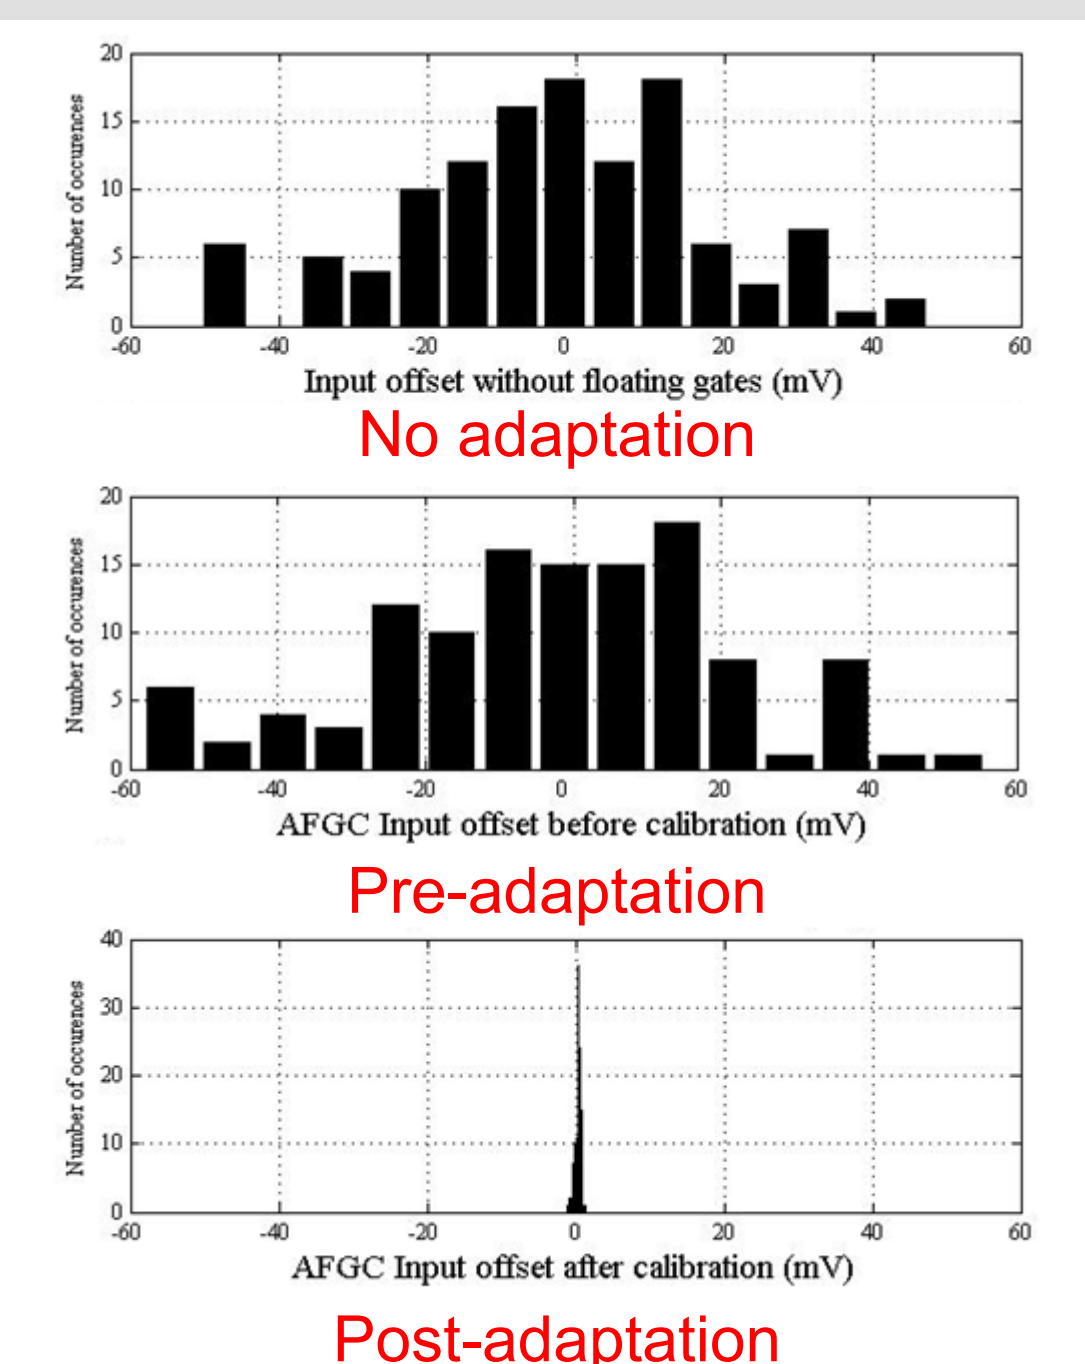 20
15
10
5
0
Number of occurences
-60 -40 -20 0 20 40 60
Input offset without floating gates (mV)
No adaptation
20
15
10
5
0
Number of occurences
-60 -40 -20 0 20 40 60
AFGC Input offset before calibration (mV)
Pre-adaptation
40
30
20
10
0
Number of occurences
-60 -40 -20 0 20 40 60
AFGC Input offset after calibration (mV)
Post-adaptation